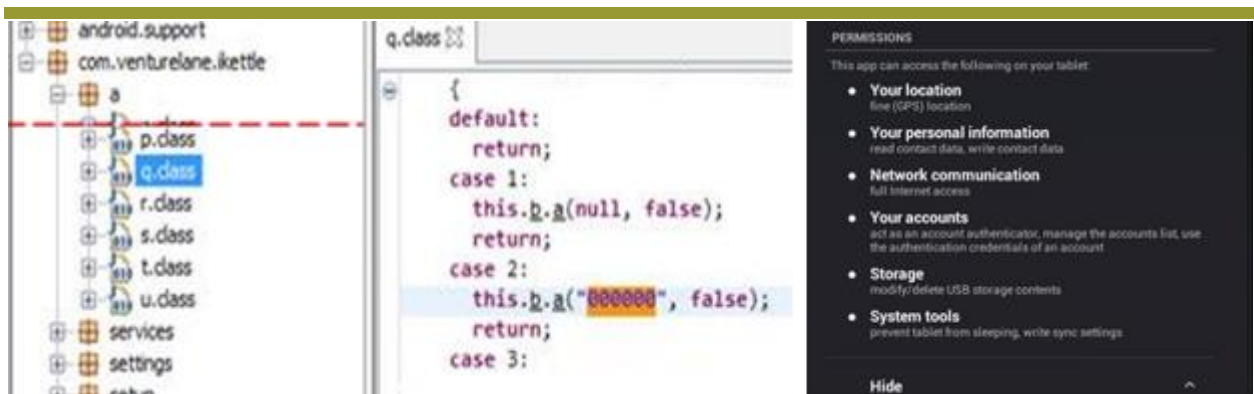 android.support
com.venturelane.ikettle
a
p.class
q.class
r.class
s.class
t.class
u.class
services
settings
q.class
{
default:
return;
case 1:
this.b.a(null, false);
return;
case 2:
this.b.a("000000", false);
return;
case 3:
PERMISSIONS
This app can access the following on your tablet:
Your location
fine (GPS) location
Your personal information
read contact data, write contact data
Network communication
full Internet access
Your accounts
act as an account authenticator, manage the accounts list, use
the authentication credentials of an account
Storage
modify/delete USB storage contents
System tools
prevent tablet from sleeping, write sync settings
Hide